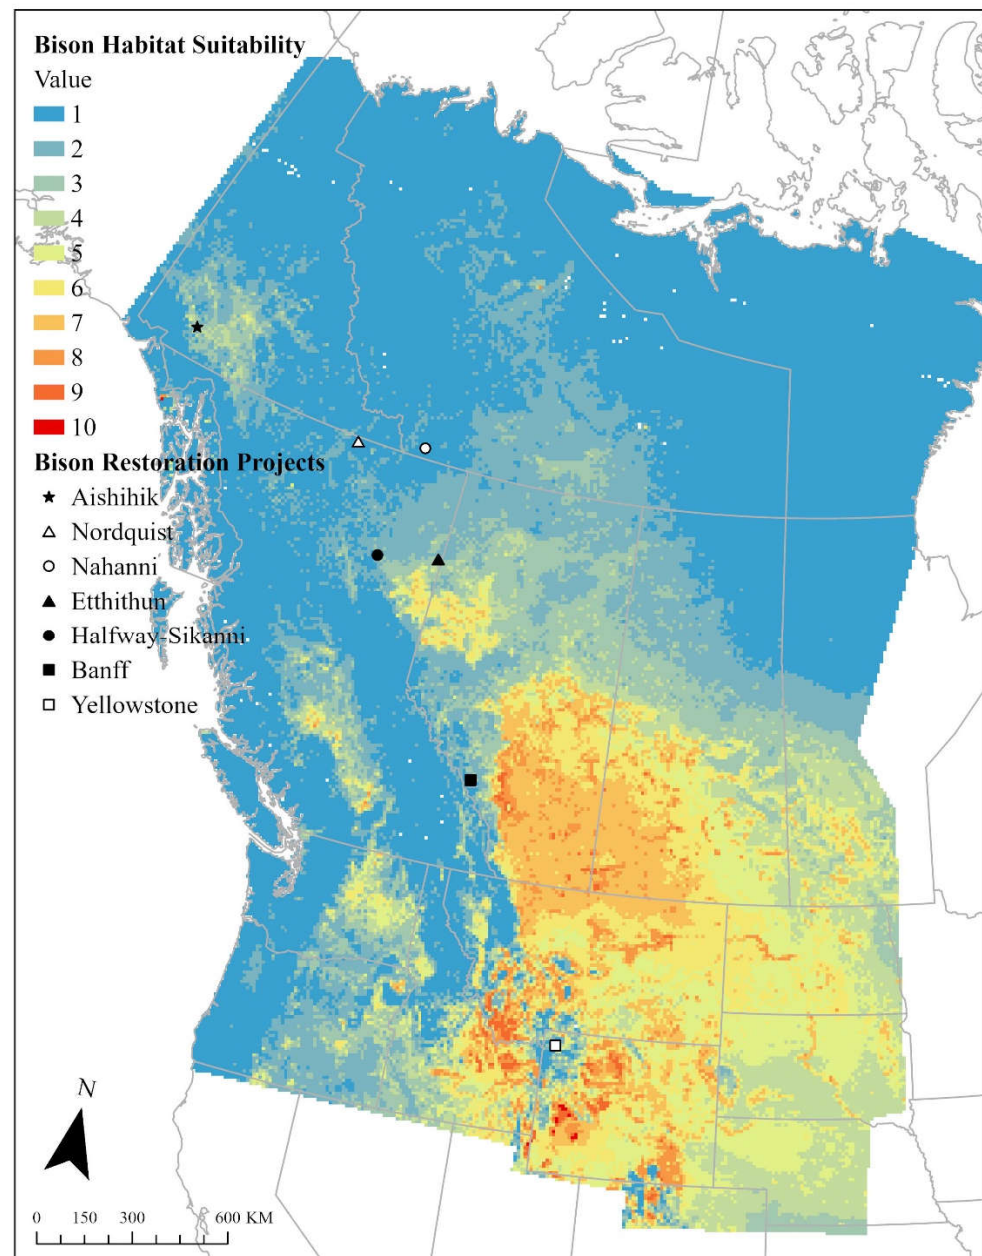 Bison Habitat Suitability
Value
1
2
3
4
5
6
7
8
9
10
Bison Restoration Projects
Aishihik
Nordquist
Nahanni
Etthithun
Halfway-Sikanni
Banff
Yellowstone
N
0 150 300 600 KM